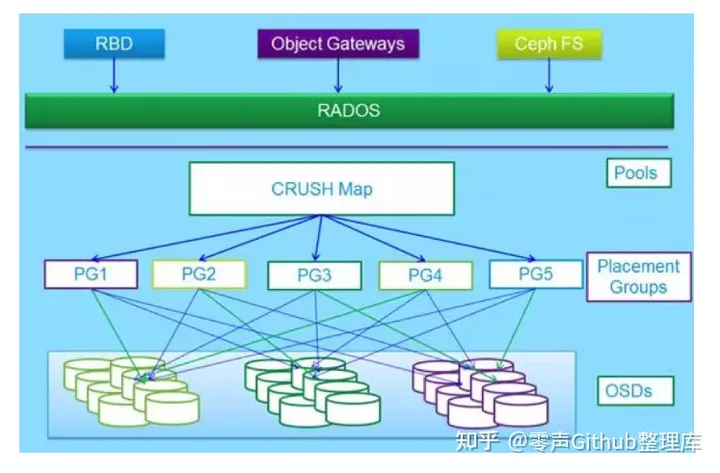 RBD
Object Gateways
Ceph FS
RADOS
Pools
CRUSH Map
PG1
PG2
PG3
PG4
PG5
Placement
Groups
OSDs
知乎 @零声Github整理库